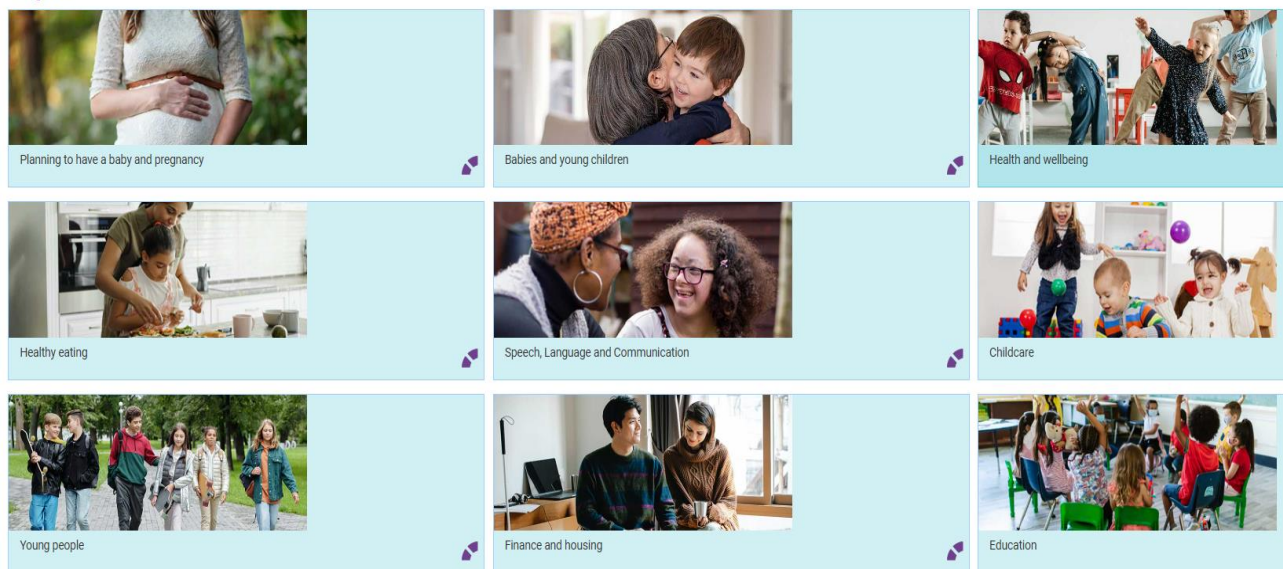 Planning to have a baby and pregnancy
Babies and young children
Health and wellbeing
Healthy eating
Speech, Language and Communication
Childcare
Young people
Finance and housing
Education